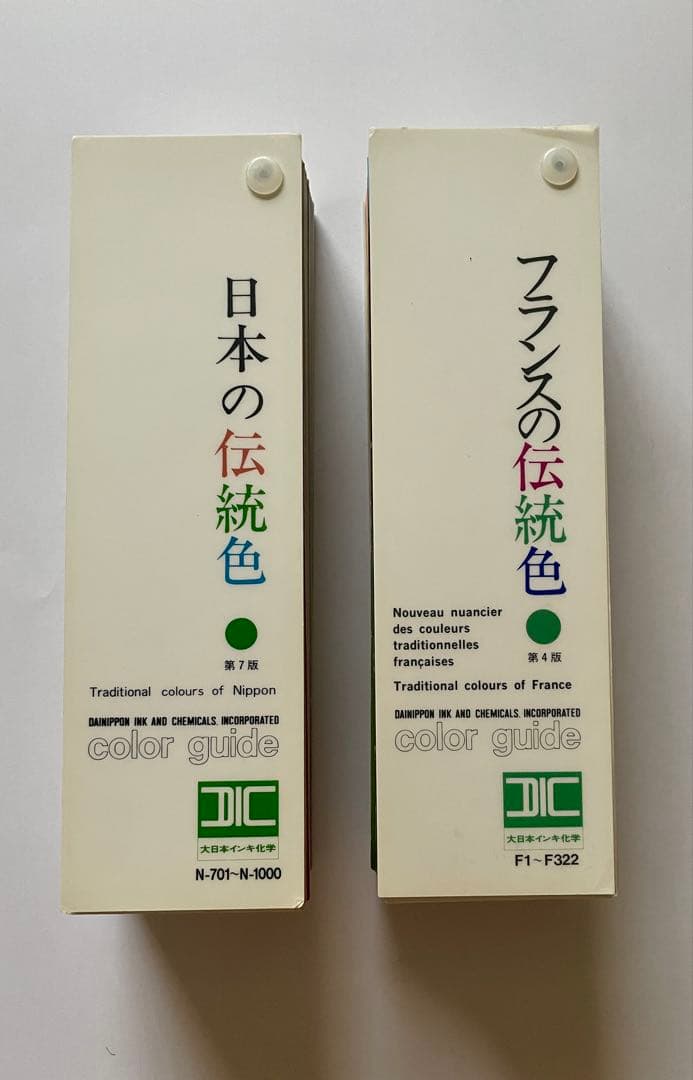 日本の伝統色
第7版
Traditional colours of Nippon
DAINIPPON INK AND CHEMICALS, INCORPORATED
color guide
DIC
大日本インキ化学
N-701~N-1000
フランスの伝統色
Nouveau nuancier
des couleurs
traditionnelles
françaises
第4版
Traditional colours of France
DAINIPPON INK AND CHEMICALS, INCORPORATED
color guide
DIC
大日本インキ化学
F1~F322